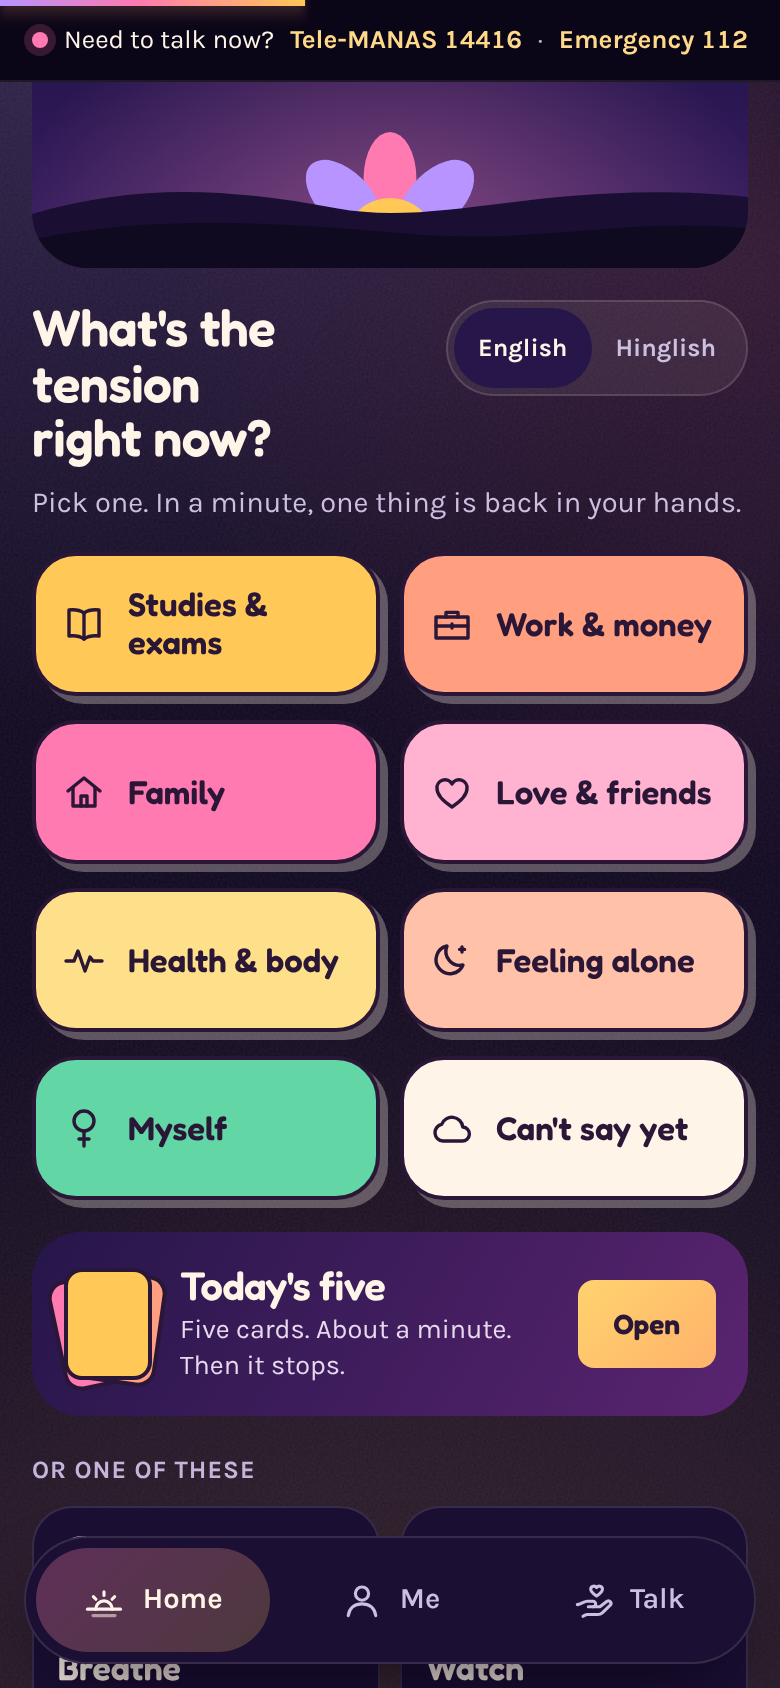 Need to talk now? Tele-MANAS 14416 · Emergency 112
What's the
tension
right now?
English Hinglish
Pick one. In a minute, one thing is back in your hands.
Studies &
exams
Work & money
Family
Love & friends
Health & body
Feeling alone
Myself
Can't say yet
Today's five
Five cards. About a minute.
Then it stops.
Open
OR ONE OF THESE
Home
Me
Talk
Breathe
Watch